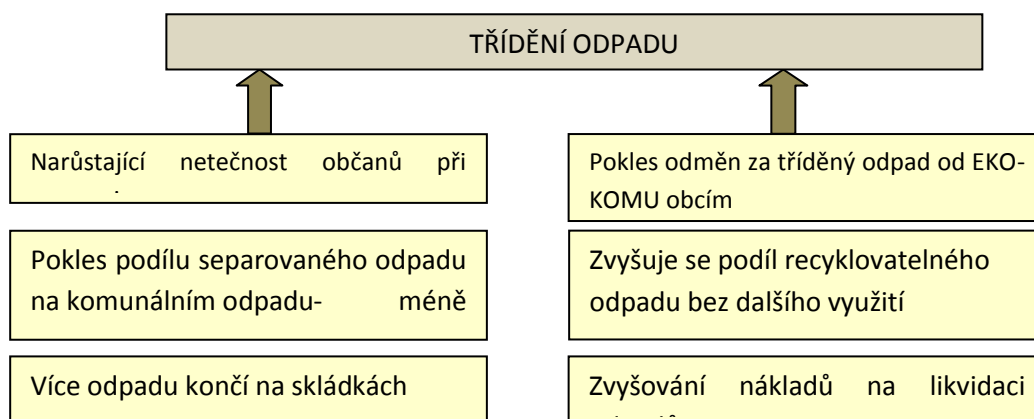 TŘÍDĚNÍ ODPADU
Narůstající netečnost občanů při
Pokles podílu separovaného odpadu
na komunálním odpadu- méně
Více odpadu končí na skládkách
Pokles odměn za tříděný odpad od EKO-
KOMU obcím
Zvyšuje se podíl recyklovatelného
odpadu bez dalšího využití
Zvyšování nákladů na likvidaci